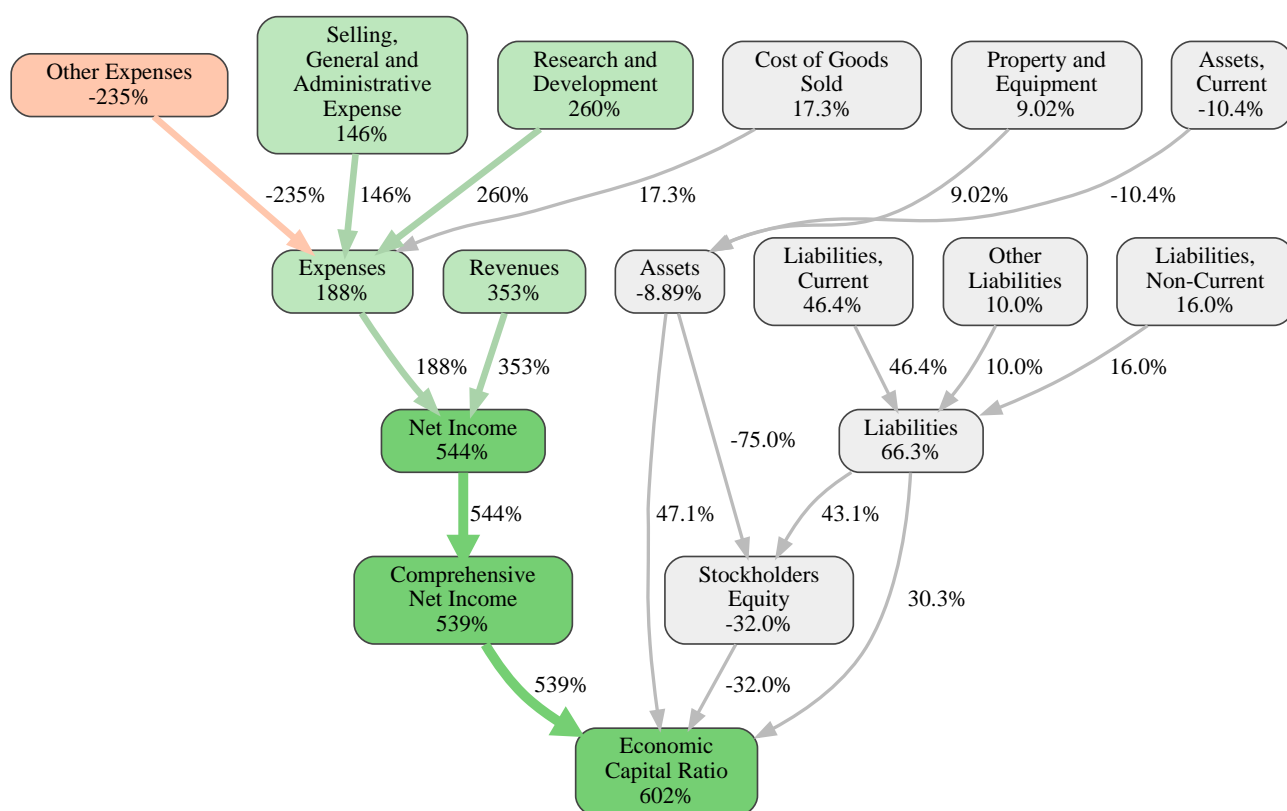 Other Expenses
-235%
Selling,
General and
Administrative
Expense
146%
Research and
Development
260%
Cost of Goods
Sold
17.3%
Property and
Equipment
9.02%
Assets,
Current
-10.4%
-235%
146%
260%
17.3%
9.02%
-10.4%
Expenses
188%
Revenues
353%
Assets
-8.89%
Liabilities,
Current
46.4%
Other
Liabilities
10.0%
Liabilities,
Non-Current
16.0%
188%
353%
46.4%
10.0%
16.0%
Net Income
544%
-75.0%
Liabilities
66.3%
544%
47.1%
43.1%
Comprehensive
Net Income
539%
Stockholders
Equity
-32.0%
30.3%
539%
-32.0%
Economic
Capital Ratio
602%